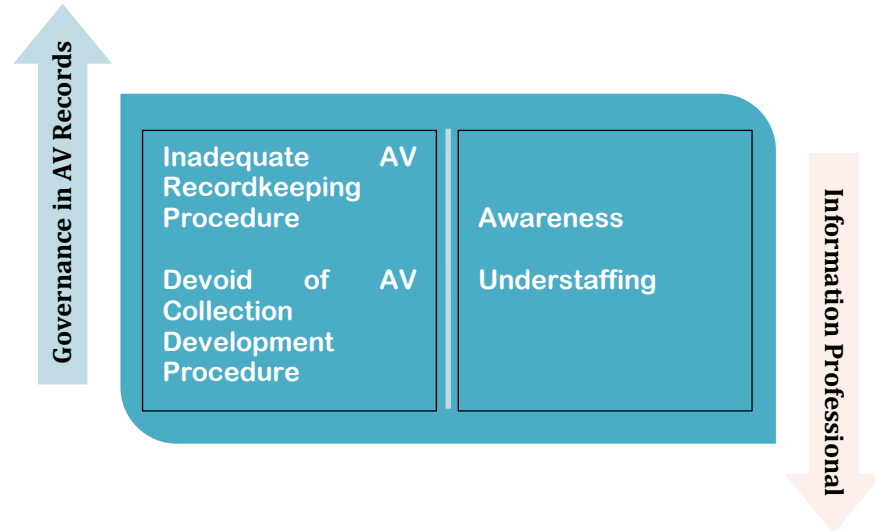 Governance in AV Records
Inadequate AV
Recordkeeping
Procedure
Devoid of AV
Collection
Development
Procedure
Awareness
Understaffing
Information Professional